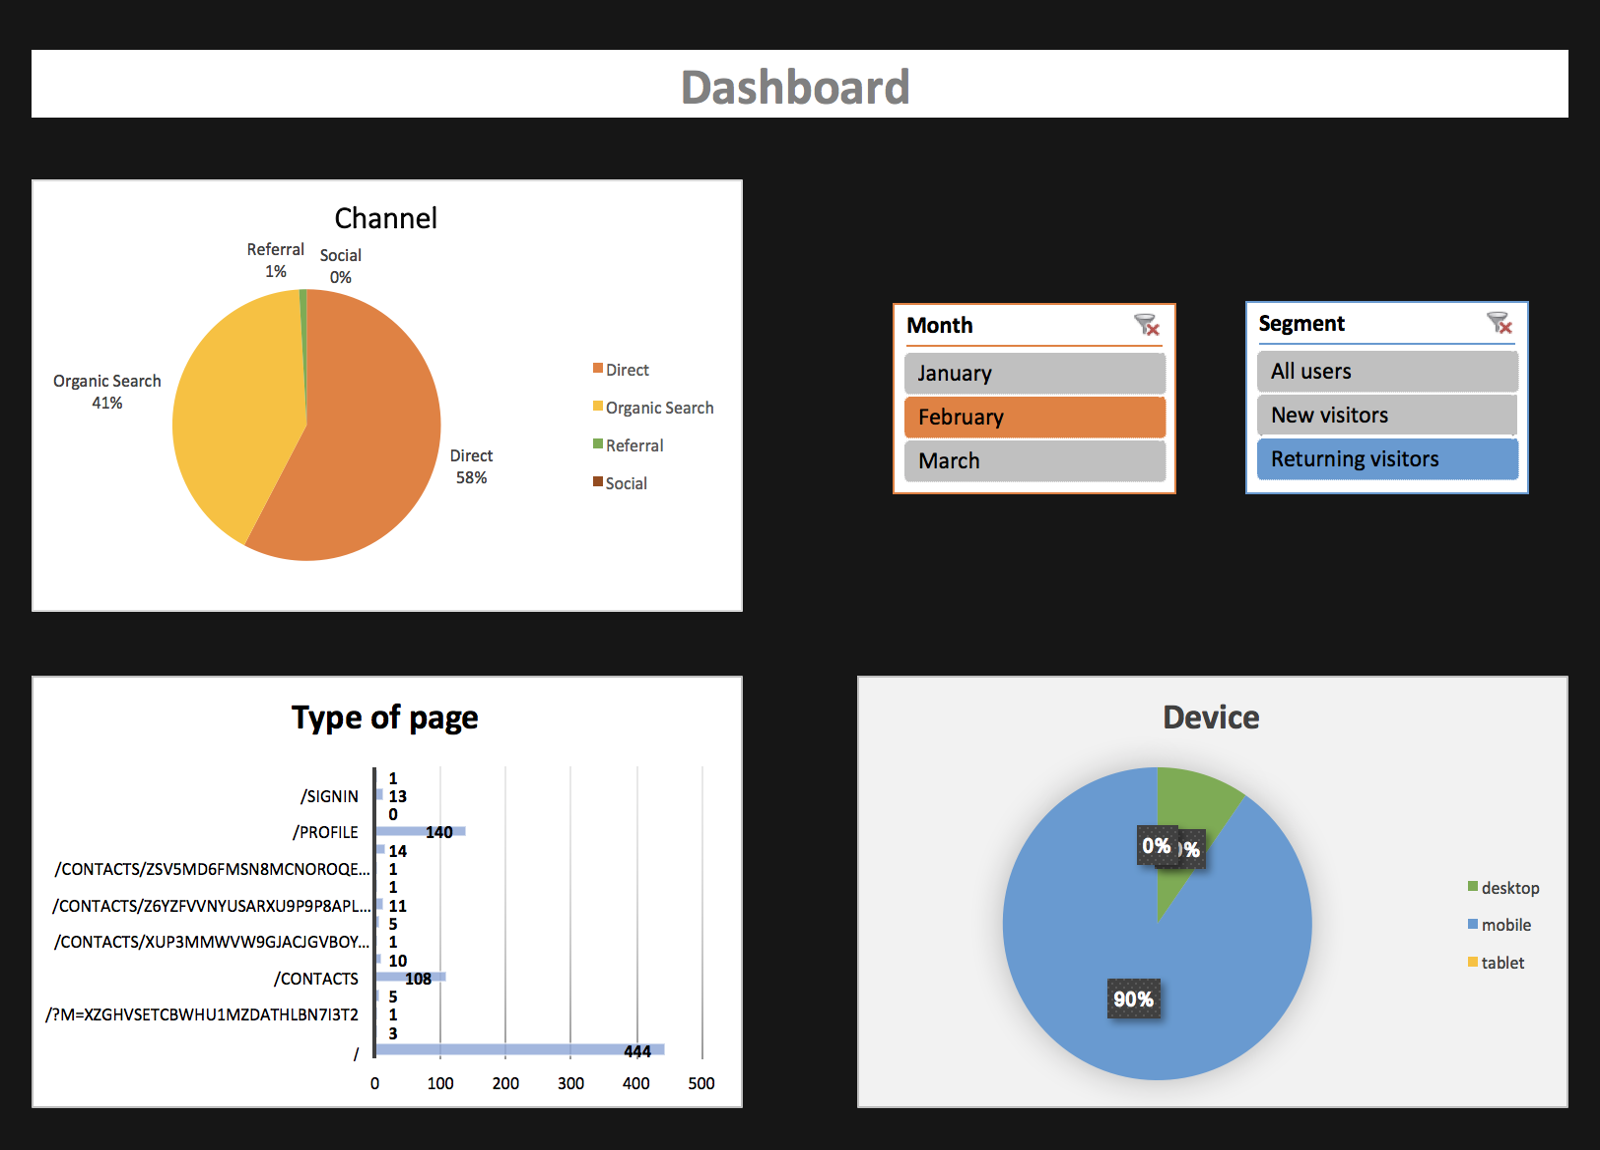 Dashboard
Channel
Referral
1%
Social
0%
Organic Search
41%
Direct
58%
Direct
Organic Search
Referral
Social
Month
January
February
March
Segment
All users
New visitors
Returning visitors
Type of page
1
/SIGNIN 13
0
/PROFILE 140
14
/CONTACTS/ZSV5MD6FMSN8MCNOROQE... 1
1
/CONTACTS/Z6YZFVVNYUSARXU9P9P8APL... 11
5
/CONTACTS/XUP3MMWVW9GJACJGVBOY... 1
10
/CONTACTS 108
5
/?M=XZGHVSETCBWHU1MZDATHLBN7I3T2 1
3
/ 444
0 100 200 300 400 500
Device
0%
90%
desktop
mobile
tablet